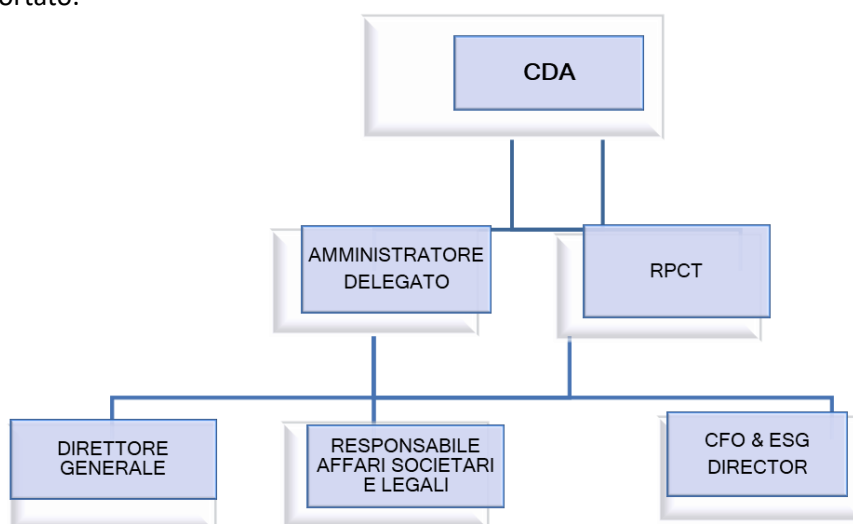 CDA
AMMINISTRATORE
DELEGATO
RPCT
DIRETTORE
GENERALE
RESPONSABILE
AFFARI SOCIETARI
E LEGALI
CFO & ESG
DIRECTOR